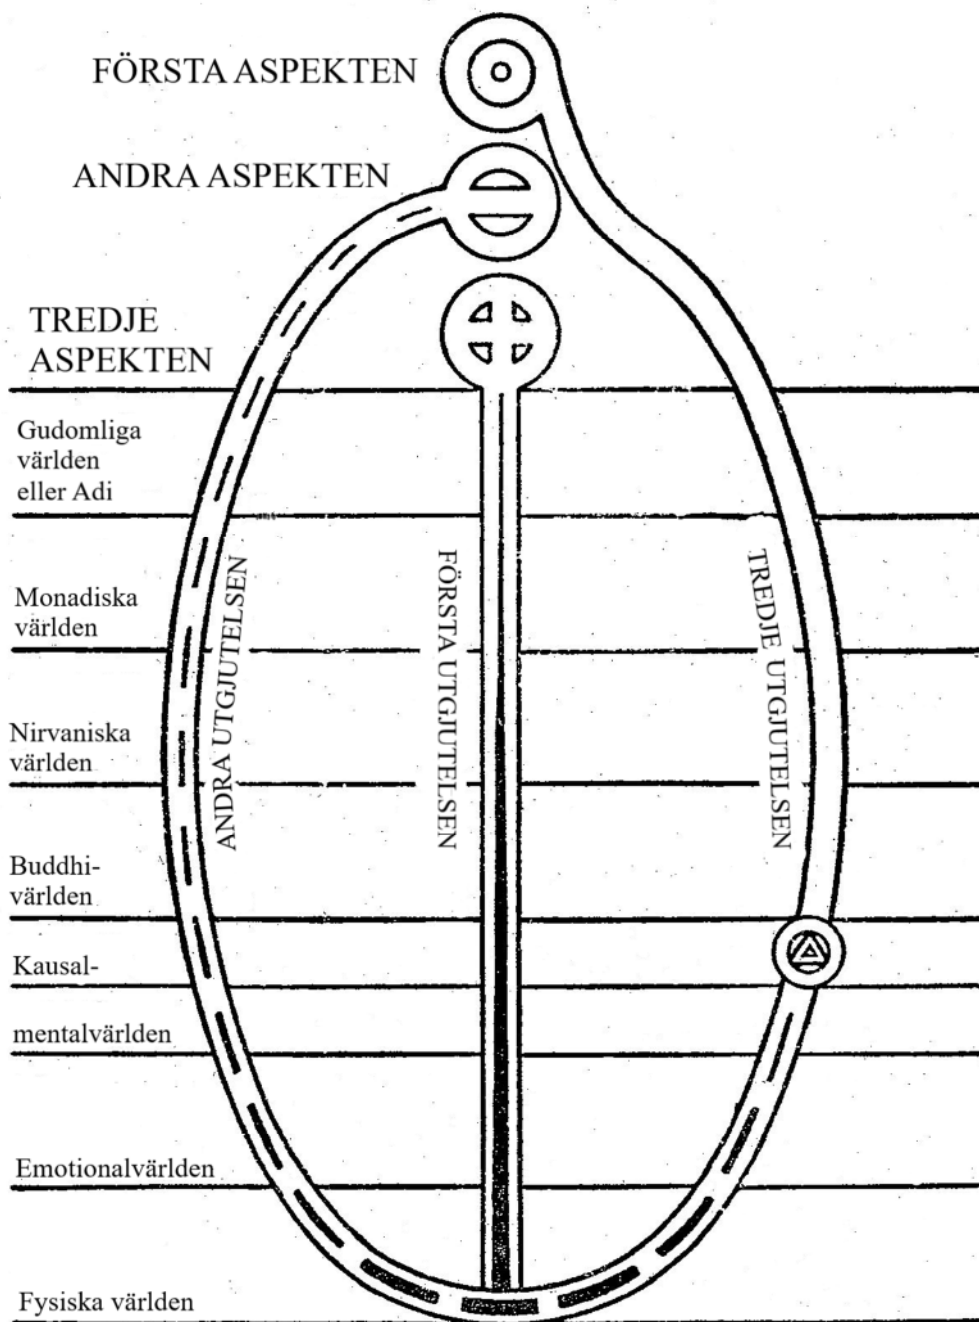 FÖRSTA ASPEKTEN
ANDRA ASPEKTEN
TREDJE
ASPEKTEN
Gudomliga
världen
eller Adi
Monadiska
världen
Nirvaniska
världen
Buddhi-
världen
Kausal-
mentalvärlden
Emotionalvärlden
Fysiska världen
ANDRA UTGJUTELSEN
FÖRSTA UTGJUTELSEN
TREDJE UTGJUTELSEN